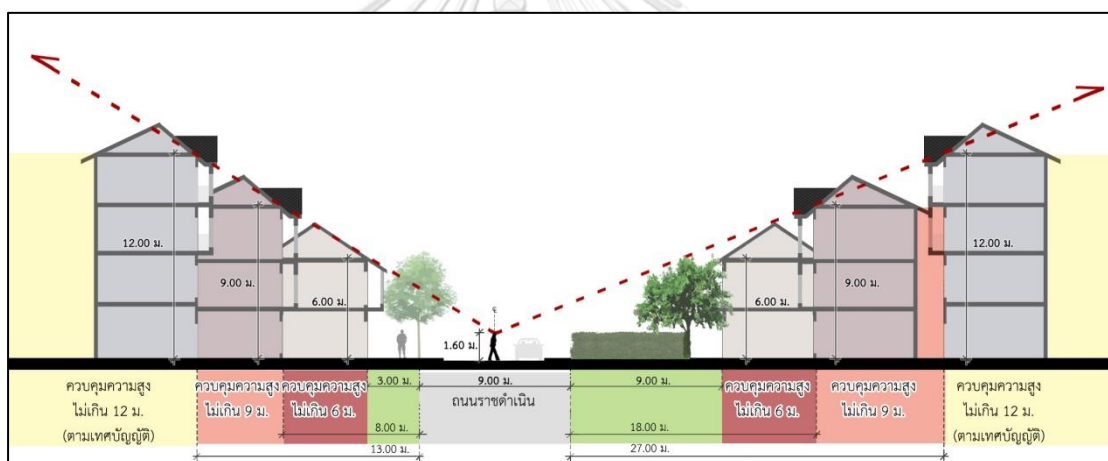 12.00 ม.
9.00 ม.
6.00 ม.
1.60 ม.
6.00 ม.
9.00 ม.
12.00 ม.
ควบคุมความสูง
ไม่เกิน 12 ม.
(ตามเทศบัญญัติ)
ควบคุมความสูง
ไม่เกิน 9 ม.
ควบคุมความสูง
ไม่เกิน 6 ม.
3.00 ม.
9.00 ม.
ถนนราชดำเนิน
9.00 ม.
ควบคุมความสูง
ไม่เกิน 6 ม.
ควบคุมความสูง
ไม่เกิน 9 ม.
ควบคุมความสูง
ไม่เกิน 12 ม.
(ตามเทศบัญญัติ)
8.00 ม.
18.00 ม.
13.00 ม.
27.00 ม.